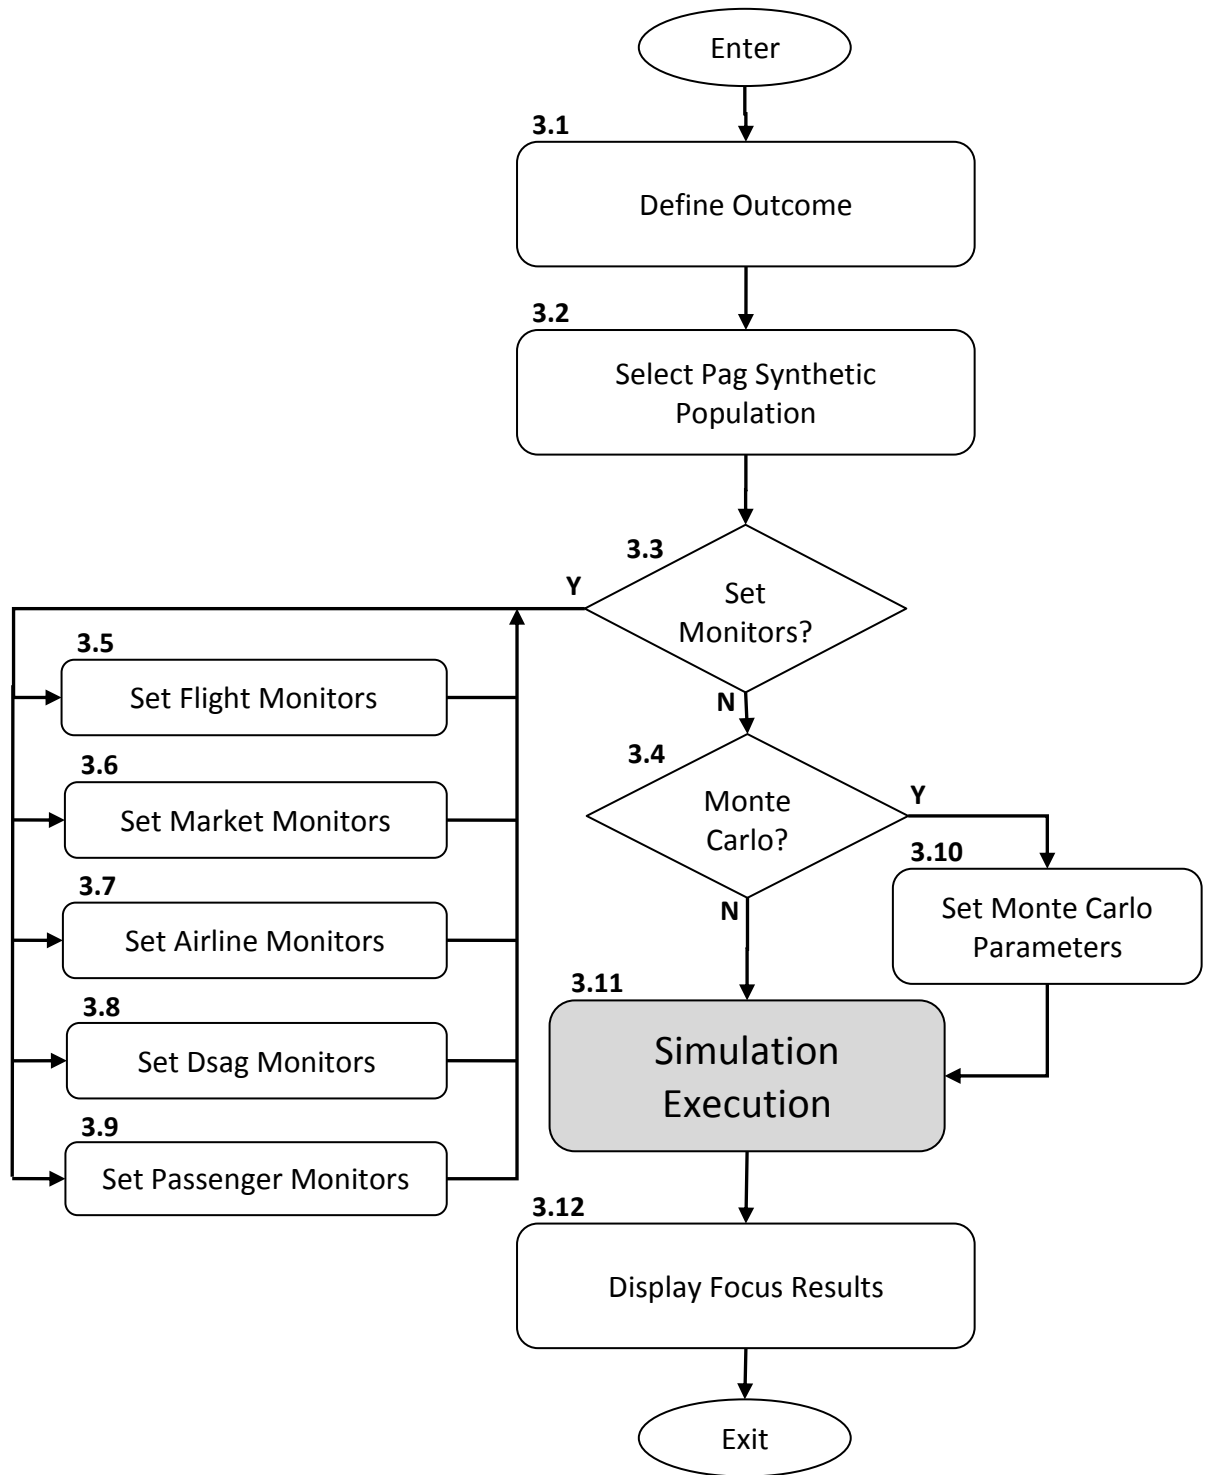 Enter
3.1
Define Outcome
3.2
Select Pag Synthetic
Population
3.3
Y
Set
Monitors?
N
3.5
Set Flight Monitors
3.6
Set Market Monitors
3.7
Set Airline Monitors
3.8
Set Dsag Monitors
3.9
Set Passenger Monitors
3.4
Monte
Carlo?
Y
N
3.10
Set Monte Carlo
Parameters
3.11
Simulation
Execution
3.12
Display Focus Results
Exit